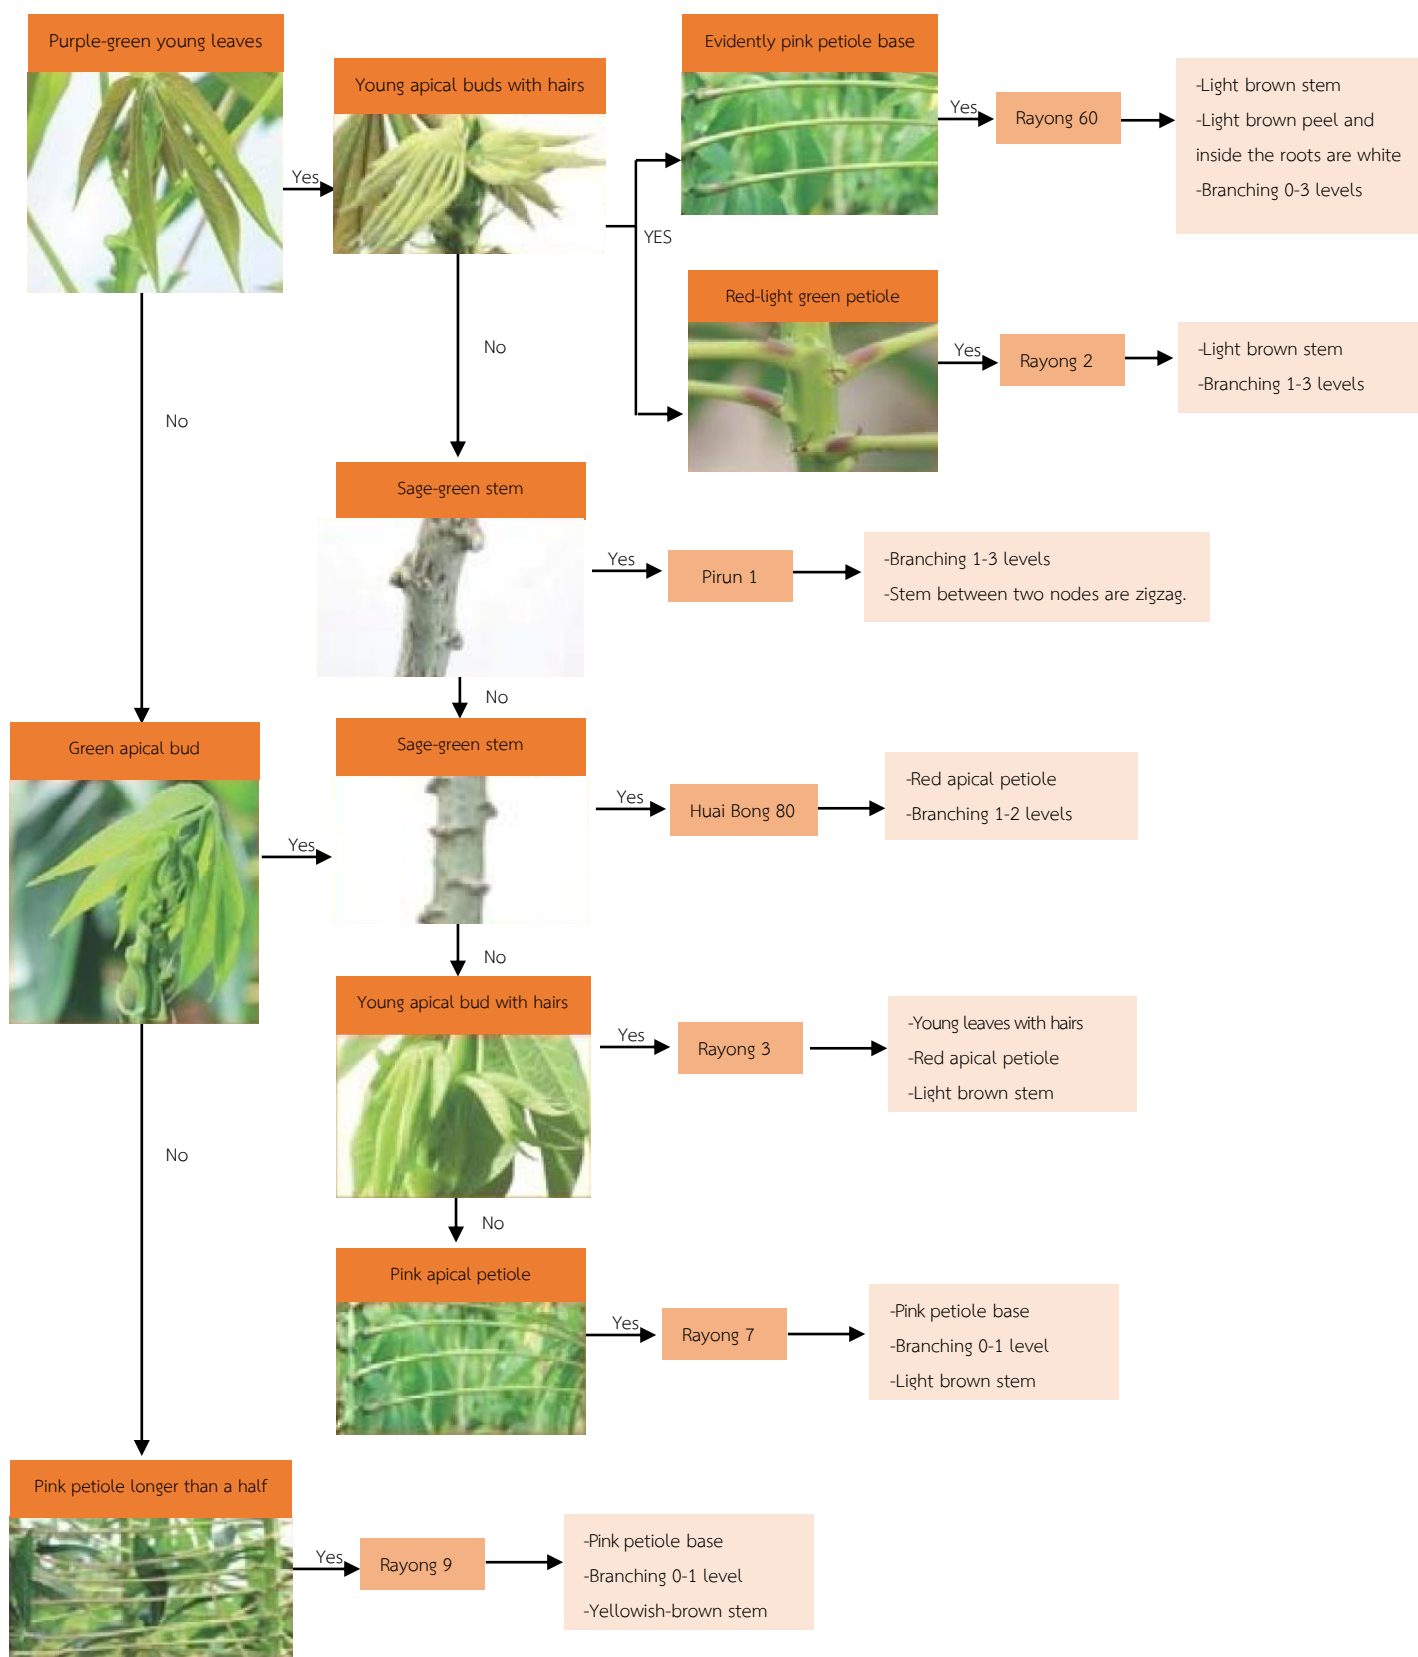 Purple-green young leaves
Yes
Young apical buds with hairs
YES
Evidently pink petiole base
Yes
Rayong 60
-Light brown stem
-Light brown peel and
inside the roots are white
-Branching 0-3 levels
Red-light green petiole
Yes
Rayong 2
-Light brown stem
-Branching 1-3 levels
No
No
Sage-green stem
Yes
Pirun 1
-Branching 1-3 levels
-Stem between two nodes are zigzag.
No
Green apical bud
Yes
Sage-green stem
Yes
Huai Bong 80
-Red apical petiole
-Branching 1-2 levels
No
Young apical bud with hairs
Yes
Rayong 3
-Young leaves with hairs
-Red apical petiole
-Light brown stem
No
No
Pink apical petiole
Yes
Rayong 7
-Pink petiole base
-Branching 0-1 level
-Light brown stem
Pink petiole longer than a half
Yes
Rayong 9
-Pink petiole base
-Branching 0-1 level
-Yellowish-brown stem